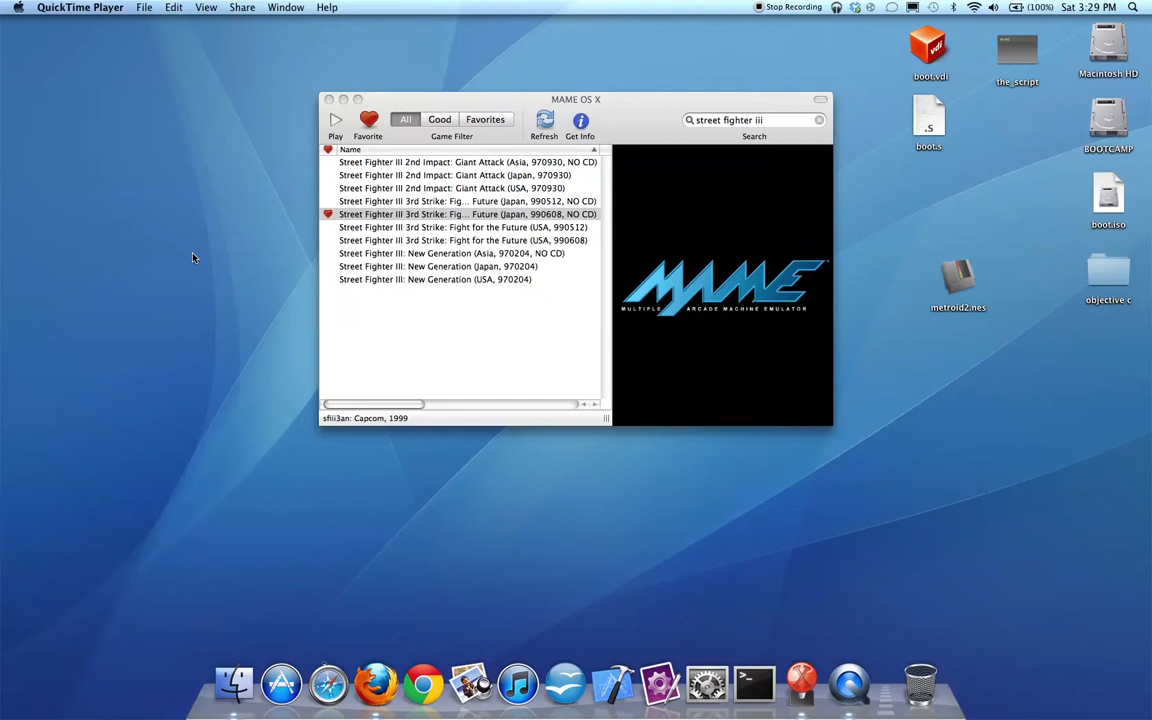 QuickTime Player File Edit View Share Window Help
Stop Recording (100%) Sat 3:29 PM
MAME OS X
Play Favorite
All Good Favorites
Game Filter
Refresh Get Info
street fighter iii
Search
Name
Street Fighter III 2nd Impact: Giant Attack (Asia, 970930, NO CD)
Street Fighter III 2nd Impact: Giant Attack (Japan, 970930)
Street Fighter III 2nd Impact: Giant Attack (USA, 970930)
Street Fighter III 3rd Strike: Fig... Future (Japan, 990512, NO CD)
Street Fighter III 3rd Strike: Fig... Future (Japan, 990608, NO CD)
Street Fighter III 3rd Strike: Fight for the Future (USA, 990512)
Street Fighter III 3rd Strike: Fight for the Future (USA, 990608)
Street Fighter III: New Generation (Asia, 970204, NO CD)
Street Fighter III: New Generation (Japan, 970204)
Street Fighter III: New Generation (USA, 970204)
sfiii3an: Capcom, 1999
MAME
MULTIPLE ARCADE MACHINE EMULATOR
vdi
boot.vdi
the_script
Macintosh HD
.S
boot.s
BOOTCAMP
boot.iso
metroid2.nes
objective c